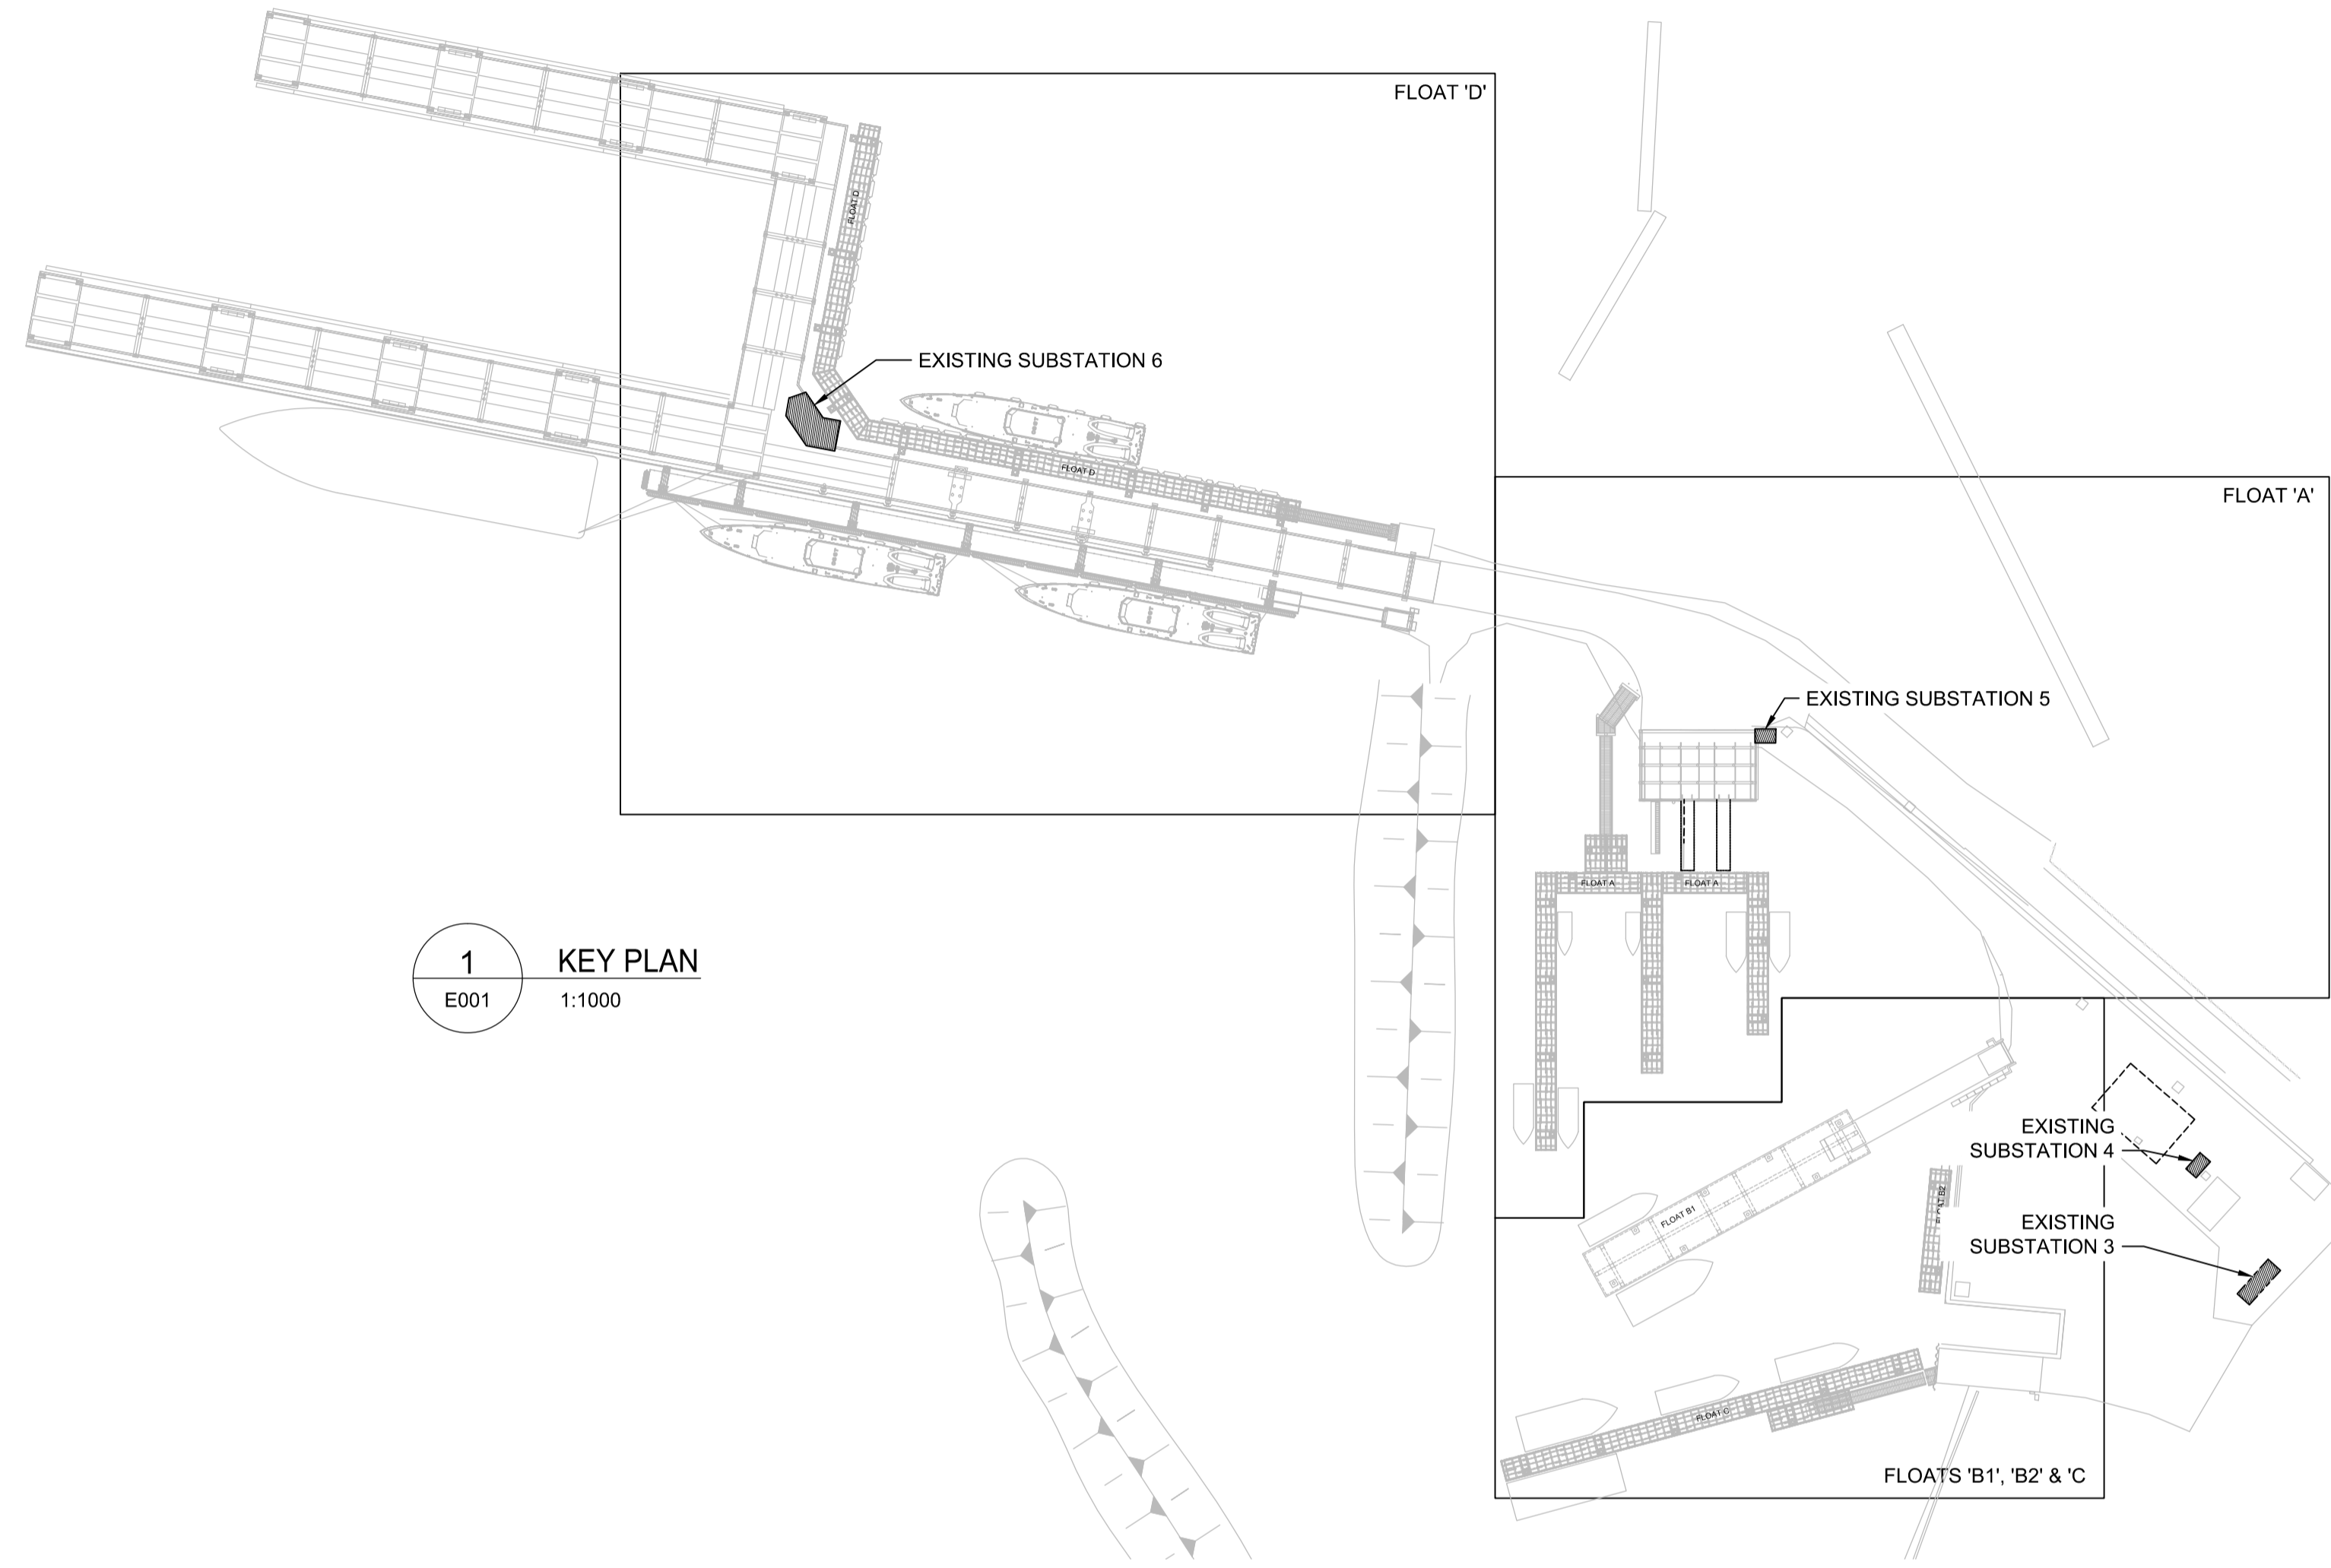 FLOAT 'D'
FLOAT D
EXISTING SUBSTATION 6
FLOAT D
FLOAT 'A'
EXISTING SUBSTATION 5
FLOAT A
FLOAT A
1
KEY PLAN
E001
1:1000
EXISTING
SUBSTATION 4
FLOAT B1
B2
EXISTING
SUBSTATION 3
FLOAT C
FLOATS 'B1', 'B2' & 'C